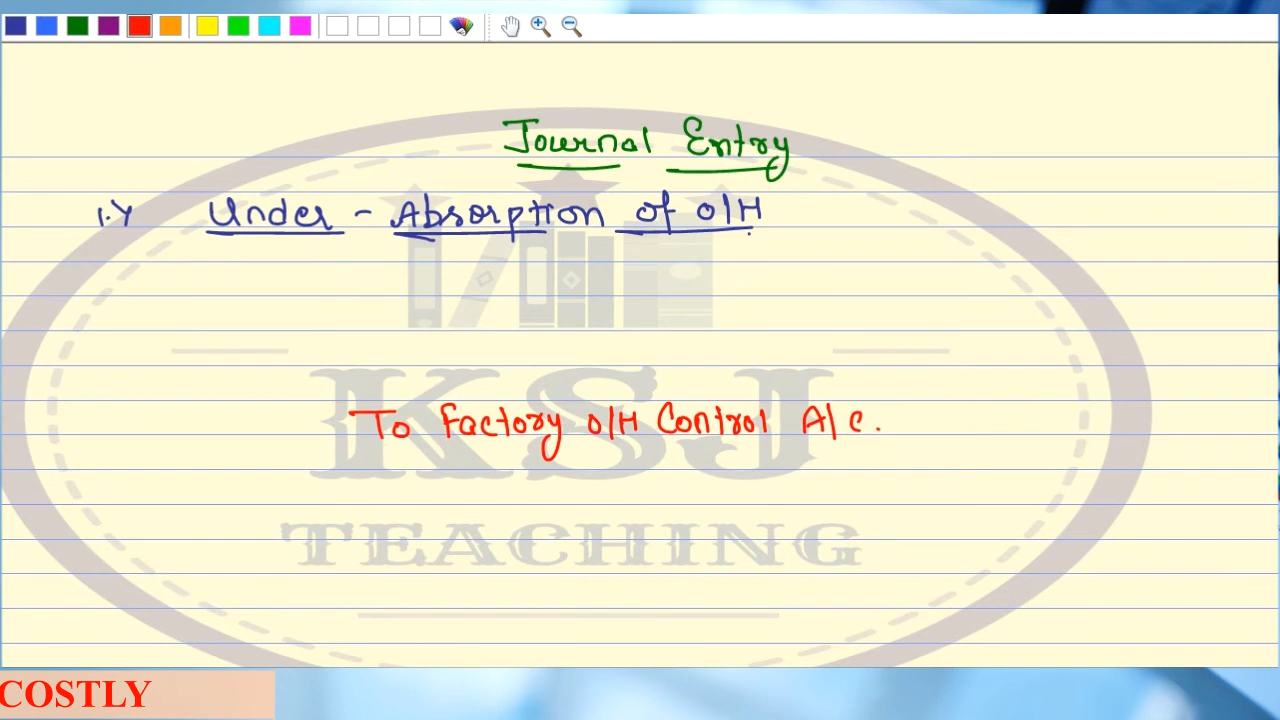 Journal Entry
1.) Under - Absorption of O/H
To Factory O/H Control A/c.
KSJ
TEACHING
COSTLY